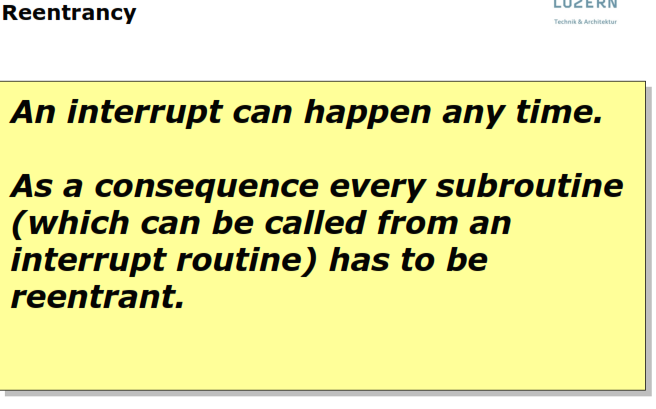 Reentrancy
LUZERN
Technik & Architektur
An interrupt can happen any time.
As a consequence every subroutine
(which can be called from an
interrupt routine) has to be
reentrant.